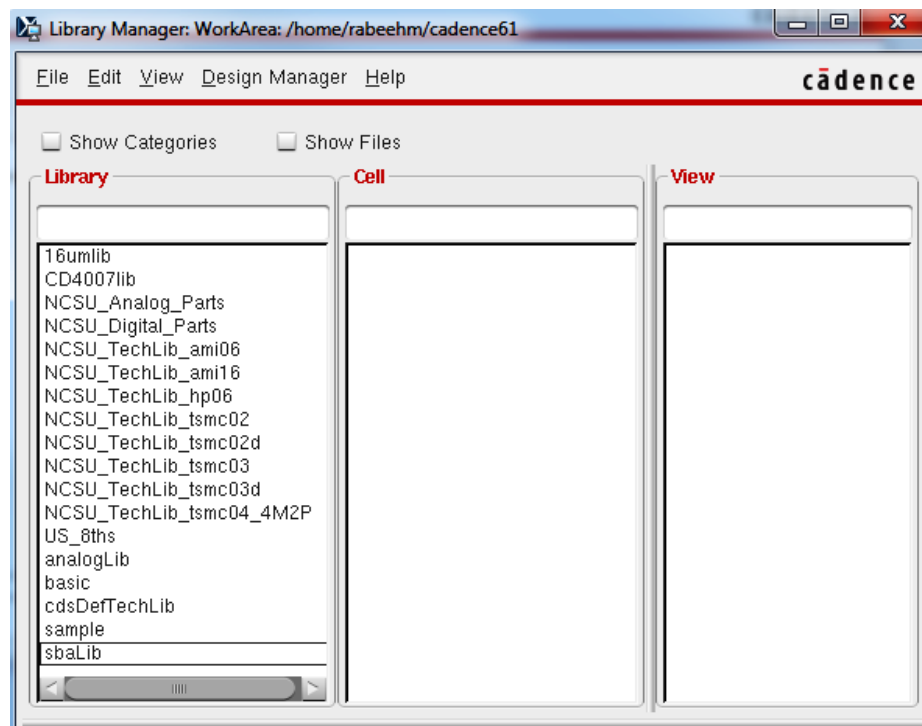 Library Manager: WorkArea: /home/rabeehm/cadence61
File Edit View Design Manager Help
cādence
Show Categories Show Files
Library Cell View
16umlib
CD4007lib
NCSU_Analog_Parts
NCSU_Digital_Parts
NCSU_TechLib_ami06
NCSU_TechLib_ami16
NCSU_TechLib_hp06
NCSU_TechLib_tsmc02
NCSU_TechLib_tsmc02d
NCSU_TechLib_tsmc03
NCSU_TechLib_tsmc03d
NCSU_TechLib_tsmc04_4M2P
US_8ths
analogLib
basic
cdsDefTechLib
sample
sbaLib